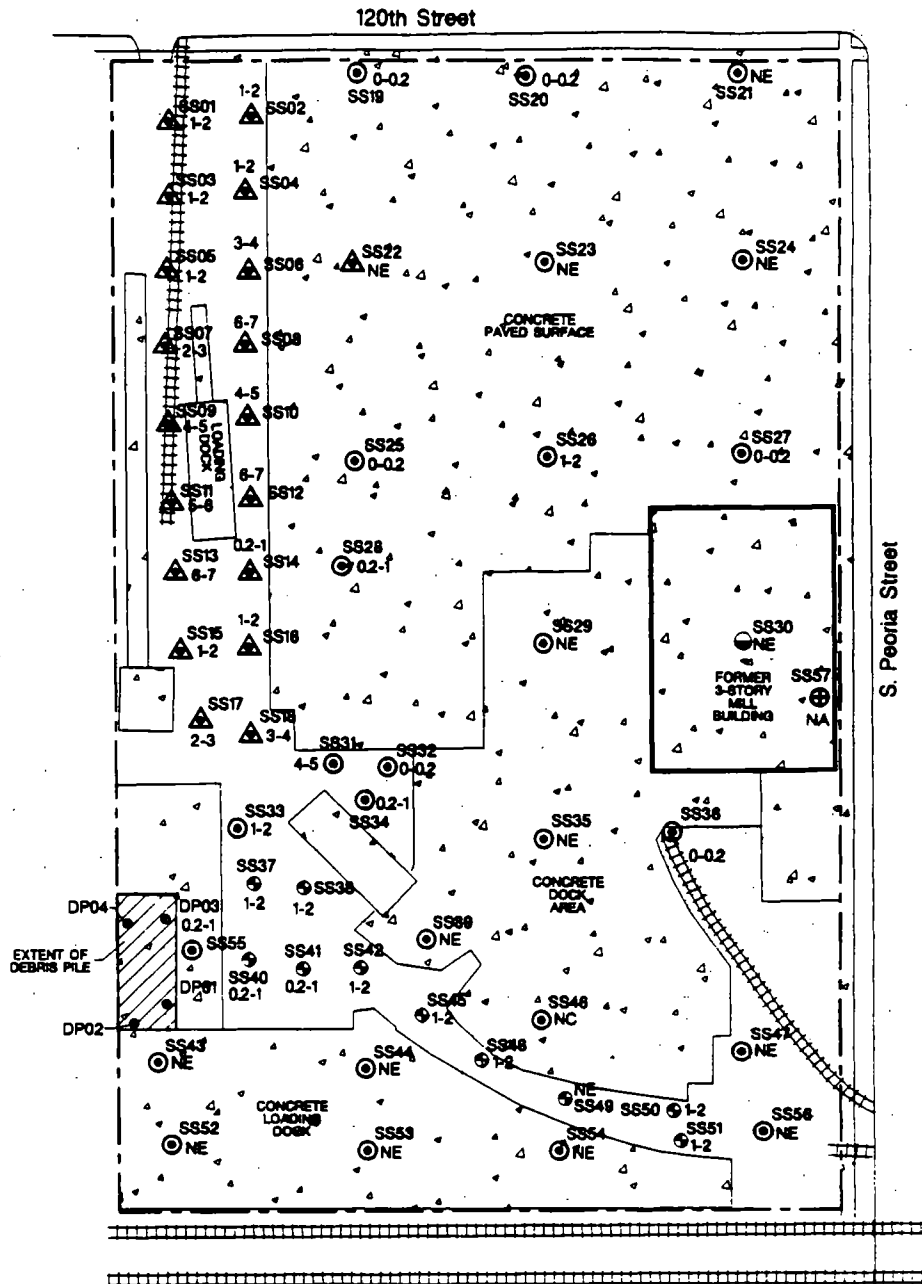 120th Street
SS19 0-0.2
SS20 0-0.2
SS21 NE
SS01 1-2
1-2 SS02
SS03 1-2
1-2 SS04
SS05 1-2
3-4 SS06
SS22 NE
SS23 NE
SS24 NE
CONCRETE
PAVED SURFACE
SS07 2-3
6-7 SS08
SS09 4-5
4-5 SS10
LOADING
DOCK
SS25 0-0.2
SS26 1-2
SS27 0-0.2
SS11 5-6
6-7 SS12
SS13 6-7
0.2-1 SS14
SS28 0.2-1
SS15 1-2
1-2 SS16
SS29 NE
SS30 NE
FORMER
3-STORY
MILL
BUILDING
SS57
NA
S. Peoria Street
SS17
2-3
SS18
3-4
SS31
4-5
SS32
0-0.2
0.2-1
SS34
SS33
1-2
SS35
NE
SS36
0-0.2
SS37
1-2
SS38
1-2
CONCRETE
DOCK
AREA
DP04
DP03
0.2-1
SS55
EXTENT OF
DEBRIS PILE
DP01
DP02
SS39
NE
SS40
0.2-1
SS41
0.2-1
SS42
1-2
SS45
1-2
SS46
NC
SS43
NE
SS44
NE
SS48
1-2
SS47
NE
NE
SS49
SS50
1-2
SS51
1-2
SS56
NE
CONCRETE
LOADING
DOCK
SS52
NE
SS53
NE
SS54
NE